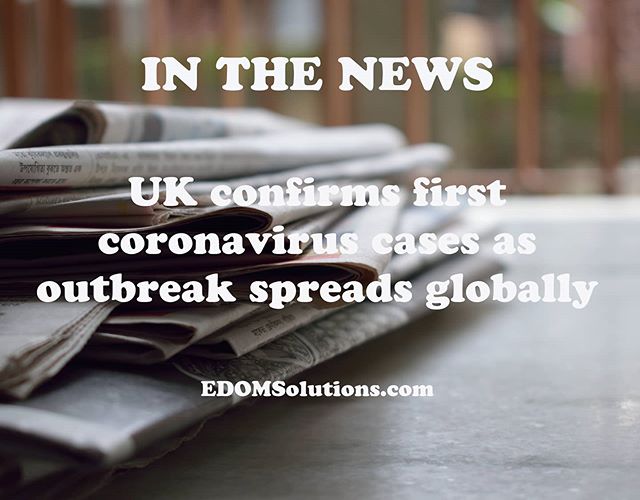 IN THE NEWS
UK confirms first
coronavirus cases as
outbreak spreads globally
EDOMSolutions.com